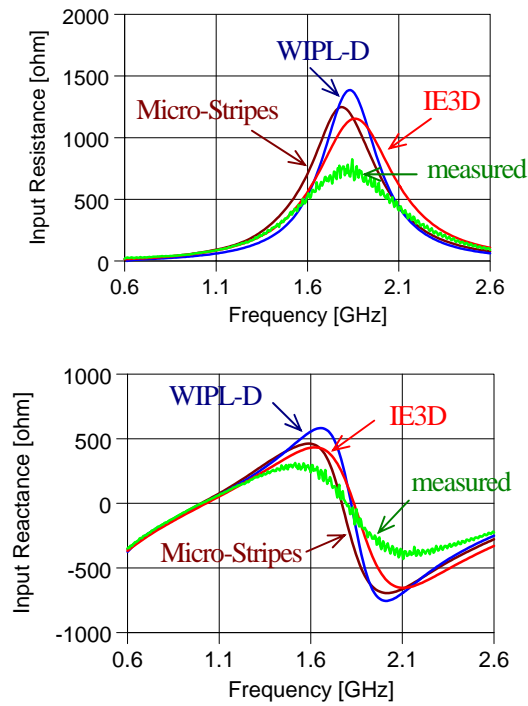 2000
1500
1000
500
0
Input Resistance [ohm]
WIPL-D
Micro-Stripes
IE3D
measured
0.6 1.1 1.6 2.1 2.6
Frequency [GHz]
1000
500
0
-500
-1000
Input Reactance [ohm]
WIPL-D
IE3D
measured
Micro-Stripes
0.6 1.1 1.6 2.1 2.6
Frequency [GHz]